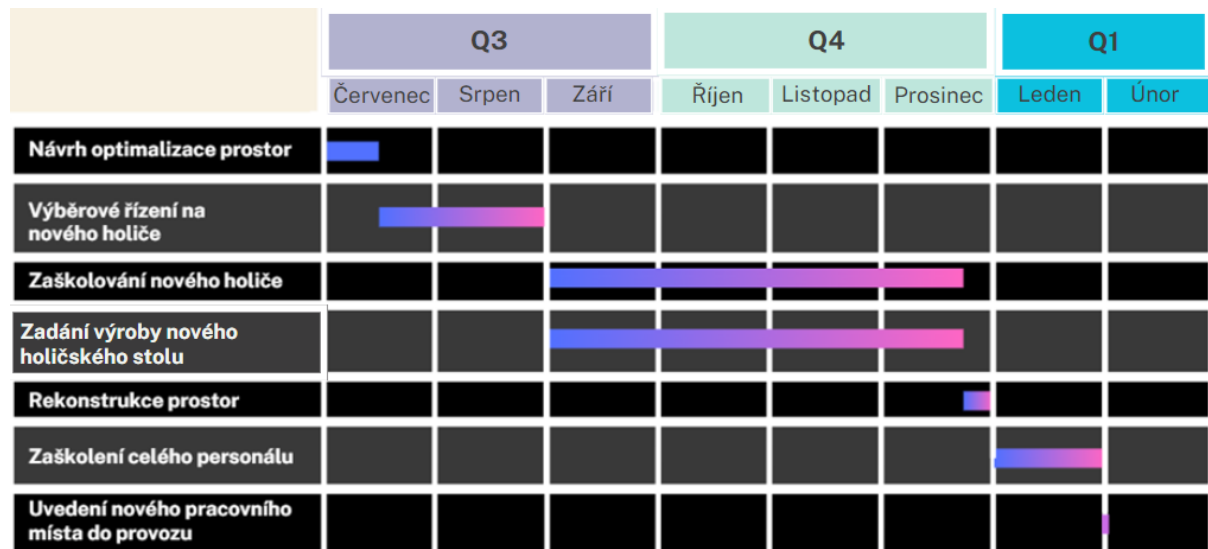 Q3
Q4
Q1
Červenec
Srpen
Září
Říjen
Listopad
Prosinec
Leden
Únor
Návrh optimalizace prostor
Výběrové řízení na
nového holiče
Zaškolování nového holiče
Zadání výroby nového
holičského stolu
Rekonstrukce prostor
Zaškolení celého personálu
Uvedení nového pracovního
místa do provozu